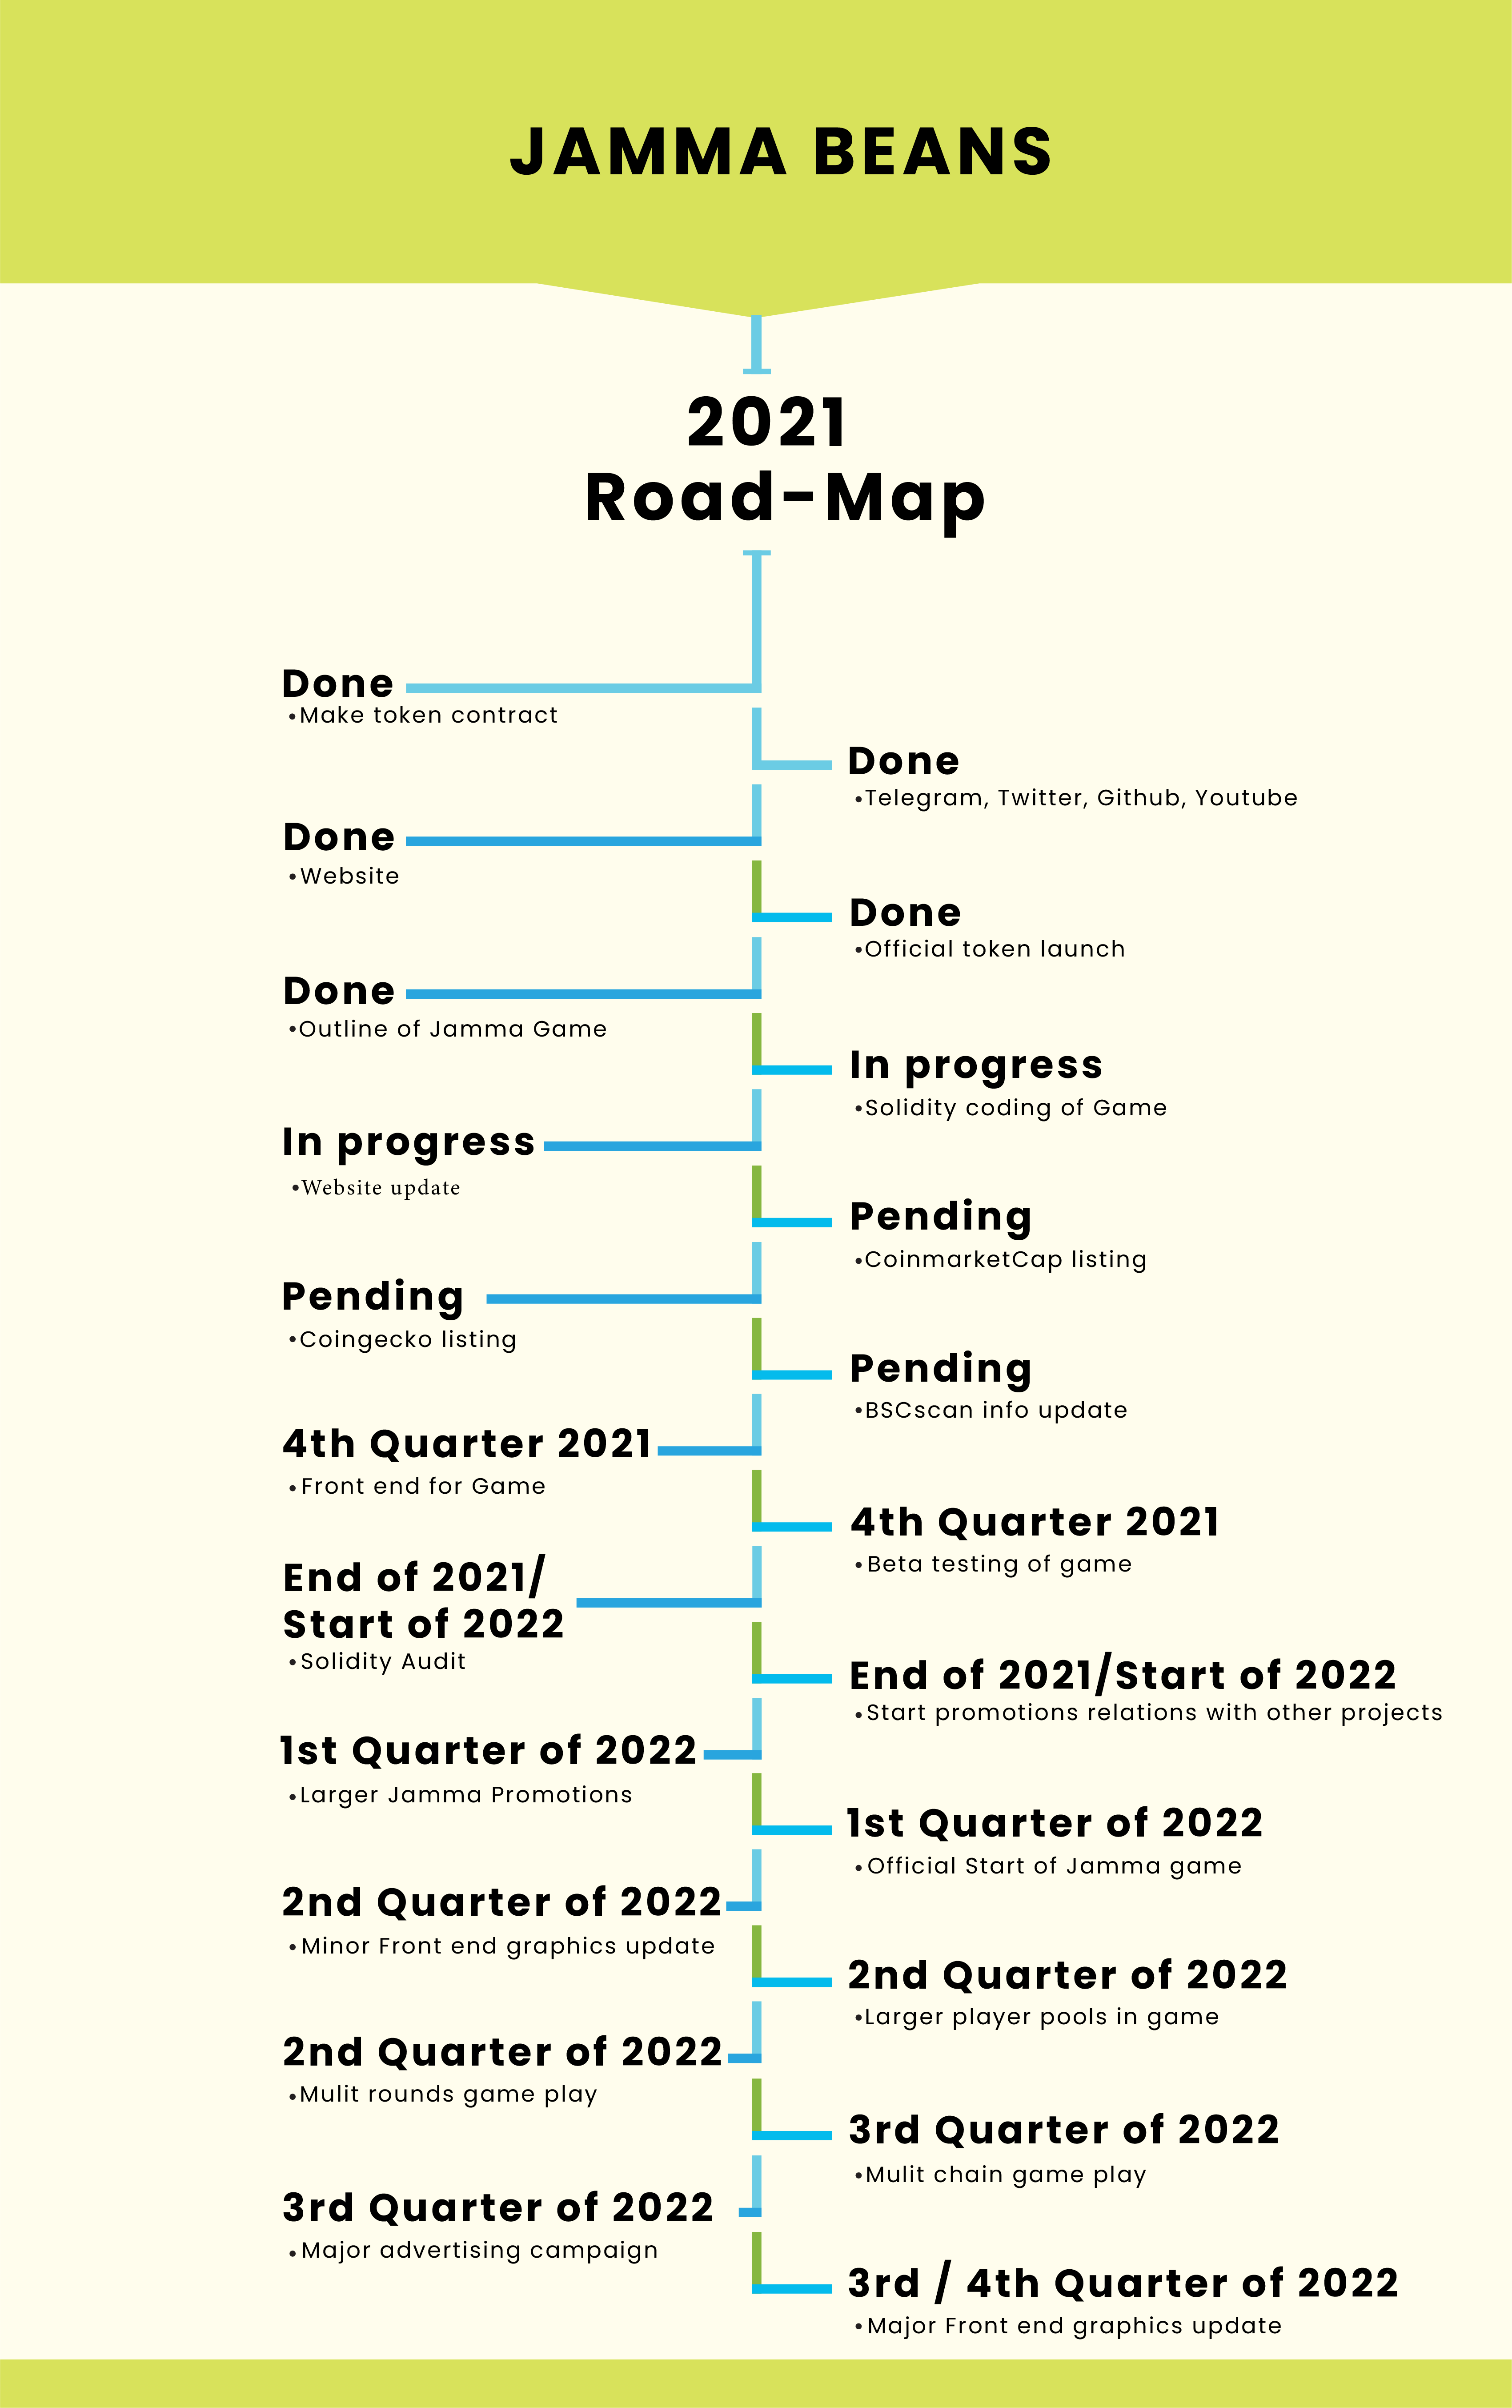 JAMMA BEANS
2021
Road-Map
Done
•Make token contract
Done
•Telegram, Twitter, Github, Youtube
Done
•Website
Done
•Official token launch
Done
•Outline of Jamma Game
In progress
•Solidity coding of Game
In progress
•Website update
Pending
•CoinmarketCap listing
Pending
•Coingecko listing
Pending
•BSCscan info update
4th Quarter 2021
•Front end for Game
4th Quarter 2021
•Beta testing of game
End of 2021/
Start of 2022
•Solidity Audit
End of 2021/Start of 2022
•Start promotions relations with other projects
1st Quarter of 2022
•Larger Jamma Promotions
1st Quarter of 2022
•Official Start of Jamma game
2nd Quarter of 2022
•Minor Front end graphics update
2nd Quarter of 2022
•Larger player pools in game
2nd Quarter of 2022
•Mulit rounds game play
3rd Quarter of 2022
•Mulit chain game play
3rd Quarter of 2022
•Major advertising campaign
3rd / 4th Quarter of 2022
•Major Front end graphics update